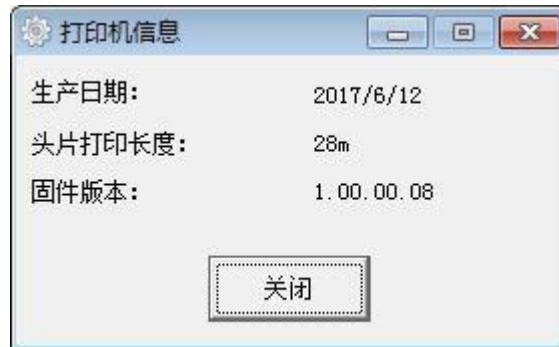 打印机信息
生产日期: 2017/6/12
头片打印长度: 28m
固件版本: 1.00.00.08
关闭